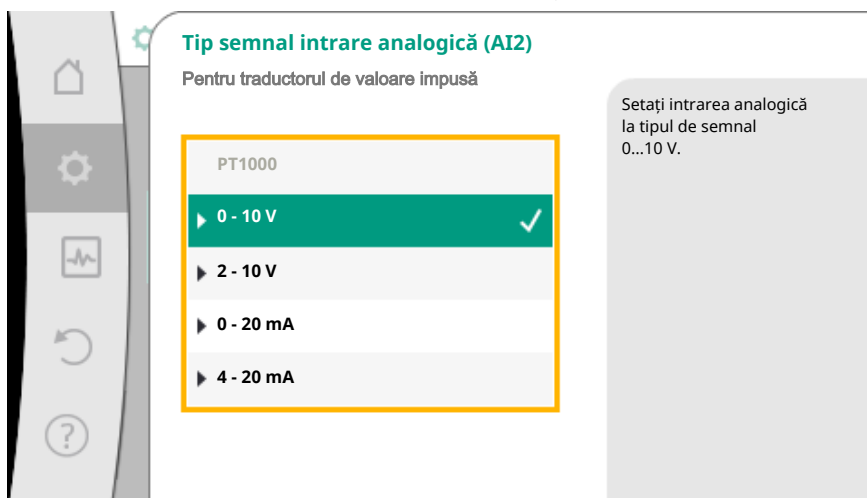 Tip semnal intrare analogică (AI2)
Pentru traductorul de valoare impusă
PT1000
0 - 10 V
2 - 10 V
0 - 20 mA
4 - 20 mA
Setați intrarea analogică
la tipul de semnal
0...10 V.
?